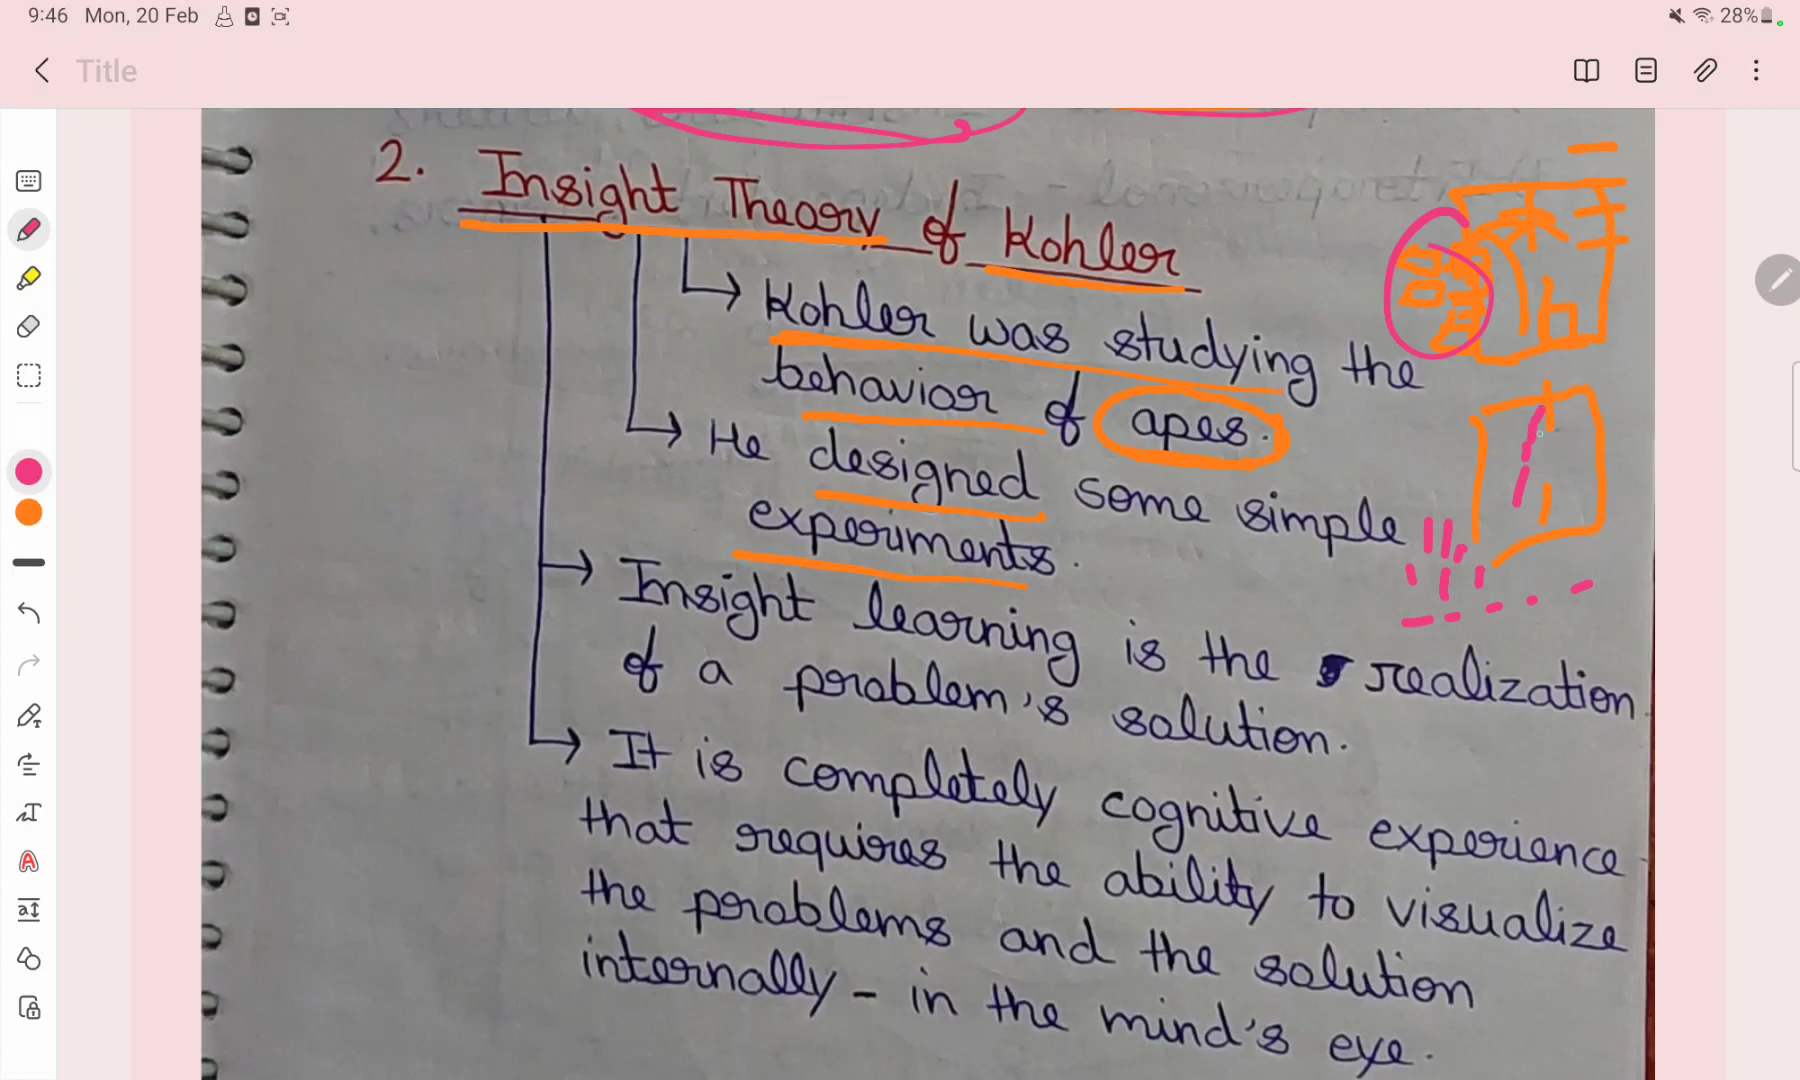 9:46 Mon, 20 Feb
28%
Title
2. Insight Theory of Kohler
Kohler was studying the
behavior of apes.
He designed some simple
experiments.
Insight learning is the realization
of a problem's solution.
It is completely cognitive experience
that requires the ability to visualize
the problems and the solution
internally - in the mind's eye.